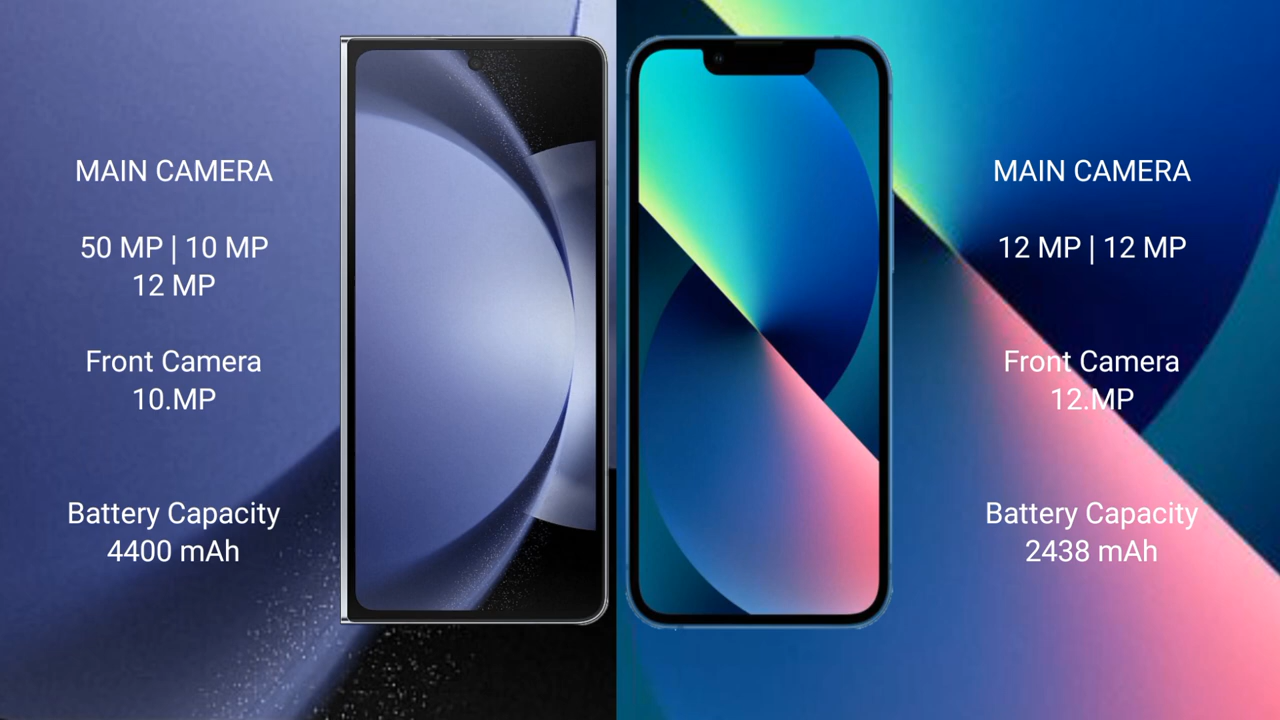 MAIN CAMERA
50 MP | 10 MP
12 MP
Front Camera
10.MP
Battery Capacity
4400 mAh
MAIN CAMERA
12 MP | 12 MP
Front Camera
12.MP
Battery Capacity
2438 mAh